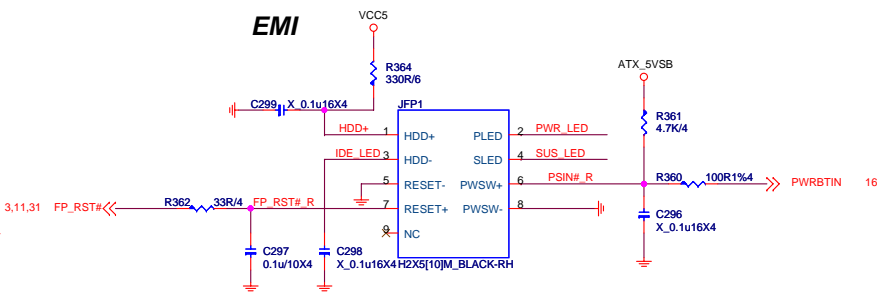 EMI
VCC5
R364
330R/6
ATX_5VSB
C299
X_0.1u16X4
JFP1
R361
4.7K/4
HDD+
1
HDD+
PLED
2
PWR_LED
IDE_LED
3
HDD-
SLED
4
SUS_LED
5
RESET-
PWSW+
6
PSIN#_R
R360
100R1%4
PWRBTIN
16
3,11,31
FP_RST#
R362
33R/4
FP_RST#_R
7
RESET+
PWSW-
8
9
NC
C296
X_0.1u16X4
C297
0.1u/10X4
C298
X_0.1u16X4
H2X5[10]M_BLACK-RH